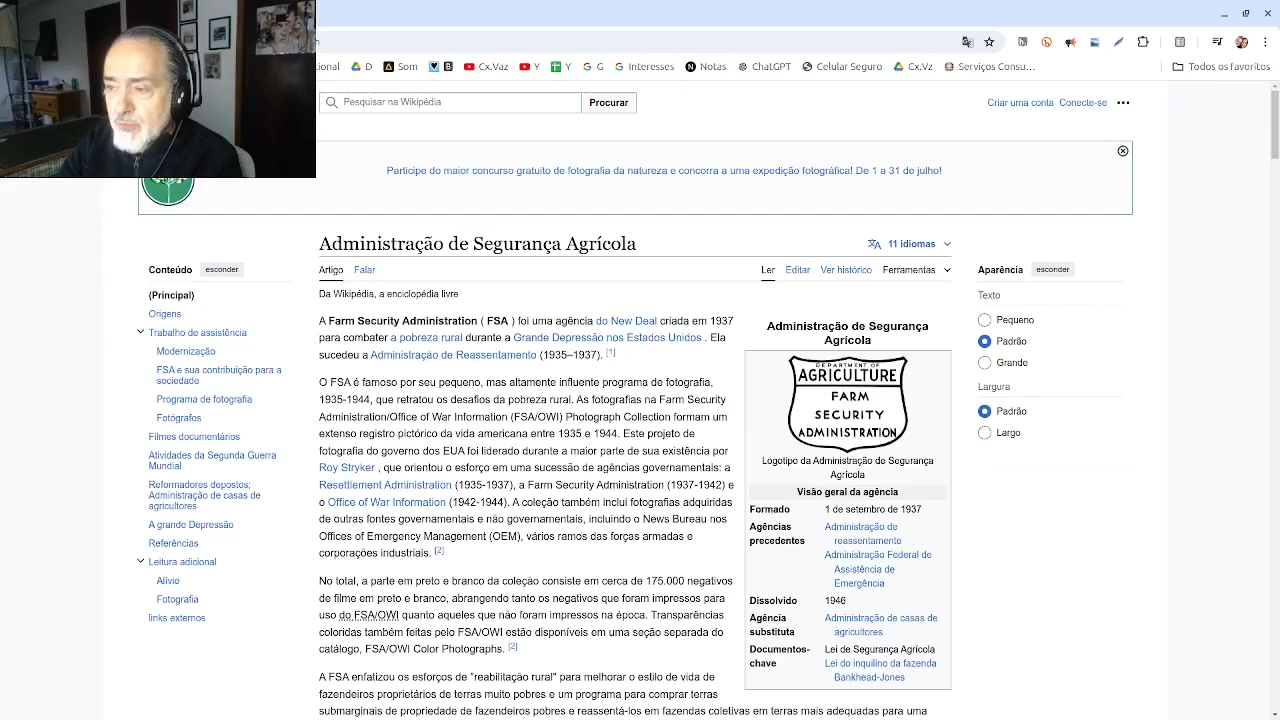 ional
D
Som
B
Cx.Vz
Y
Y
G
Interesses
Notas
ChatGPT
Celular Seguro
Cx.Vz
G
Todos os favoritos
Pesquisar na Wikipédia
Procurar
Criar uma conta
Conecte-se
Participe do maior concurso gratuito de fotografia da natureza e concorra a uma expedição fotográfica! De 1 a 31 de julho!
Administração de Segurança Agrícola
11 idiomas
Artigo
Falar
Ler
Editar
Ver histórico
Ferramentas
Conteúdo
esconder
(Principal)
Origens
Trabalho de assistência
Modernização
FSA e sua contribuição para a
sociedade
Programa de fotografia
Fotógrafos
Filmes documentários
Atividades da Segunda Guerra
Mundial
Reformadores depostos;
Administração de casas de
agricultores
A grande Depressão
Referências
Leitura adicional
Alívio
Fotografia
links externos
Da Wikipédia, a enciclopédia livre
A Farm Security Administration ( FSA ) foi uma agência do New Deal criada em 1937
para combater a pobreza rural durante a Grande Depressão nos Estados Unidos . Ela
sucedeu a Administração de Reassentamento (1935–1937). [1]
O FSA é famoso por seu pequeno, mas altamente influente programa de fotografia,
1935-1944, que retratou os desafios da pobreza rural. As fotografias na Farm Security
Administration/Office of War Information (FSA/OWI) Photograph Collection formam um
extenso registro pictórico da vida americana entre 1935 e 1944. Este projeto de
fotografia do governo dos EUA foi liderado durante a maior parte de sua existência por
Roy Stryker , que orientou o esforço em uma sucessão de agências governamentais: a
Resettlement Administration (1935-1937), a Farm Security Administration (1937-1942) e
o Office of War Information (1942-1944). A coleção também inclui fotografias adquiridas
de outras fontes governamentais e não governamentais, incluindo o News Bureau nos
Offices of Emergency Management (OEM), vários ramos das forças armadas e
corporações industriais. [2]
No total, a parte em preto e branco da coleção consiste em cerca de 175.000 negativos
de filme em preto e branco, abrangendo tanto os negativos que foram impressos para
uso do FSA/OWI quanto aqueles que não foram impressos na época. Transparências
coloridas também feitas pelo FSA/OWI estão disponíveis em uma seção separada do
catálogo, FSA/OWI Color Photographs. [2]
A FSA enfatizou os esforços de "reabilitação rural" para melhorar o estilo de vida de
fazendeiros proprietários de terras muito pobres e um programa para comprar terras
submarginais de propriedade de fazendeiros pobres e reassentá-los em fazendas coletivas em terras mais adequadas para uma
Administração de Segurança
Agrícola
DEPARTMENT OF
AGRICULTURE
FARM
SECURITY
ADMINISTRATION
Logotipo da Administração de Segurança
Agrícola
Visão geral da agência
Formado 1 de setembro de 1937
Agências precedentes
Administração de
reassentamento
Administração Federal de
Assistência de
Emergência
Dissolvido 1946
Agência substituta
Administração de casas de
agricultores
Documentos-chave
Lei de Segurança Agrícola
Lei do inquilino da fazenda
Bankhead-Jones
Aparência
esconder
Texto
Pequeno
Padrão
Grande
Largura
Padrão
Largo